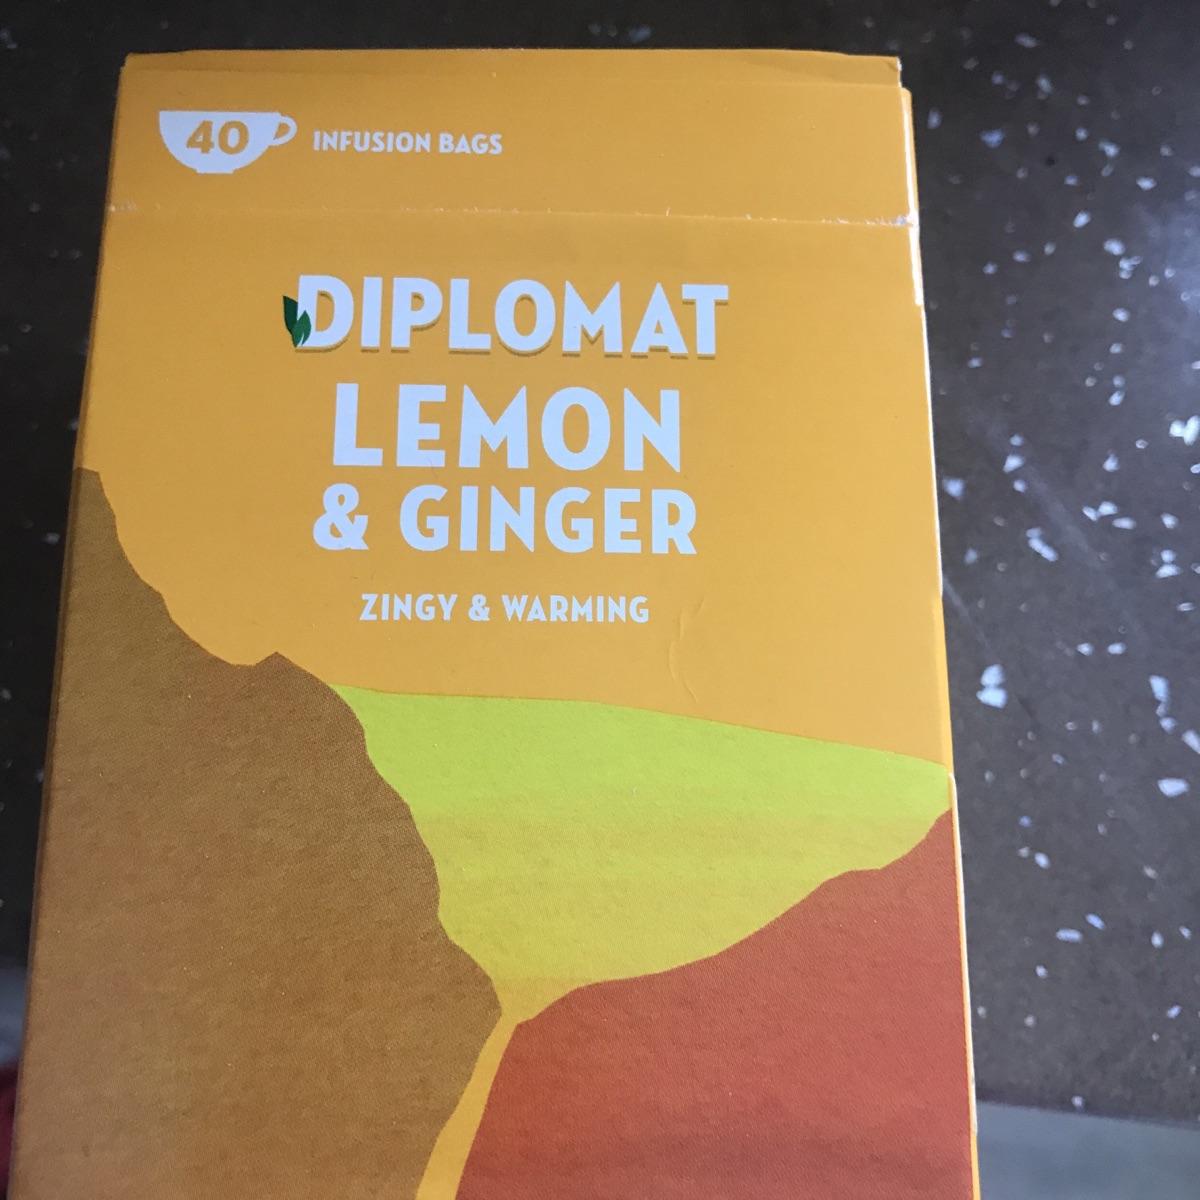 40 INFUSION BAGS
DIPLOMAT
LEMON
& GINGER
ZINGY & WARMING